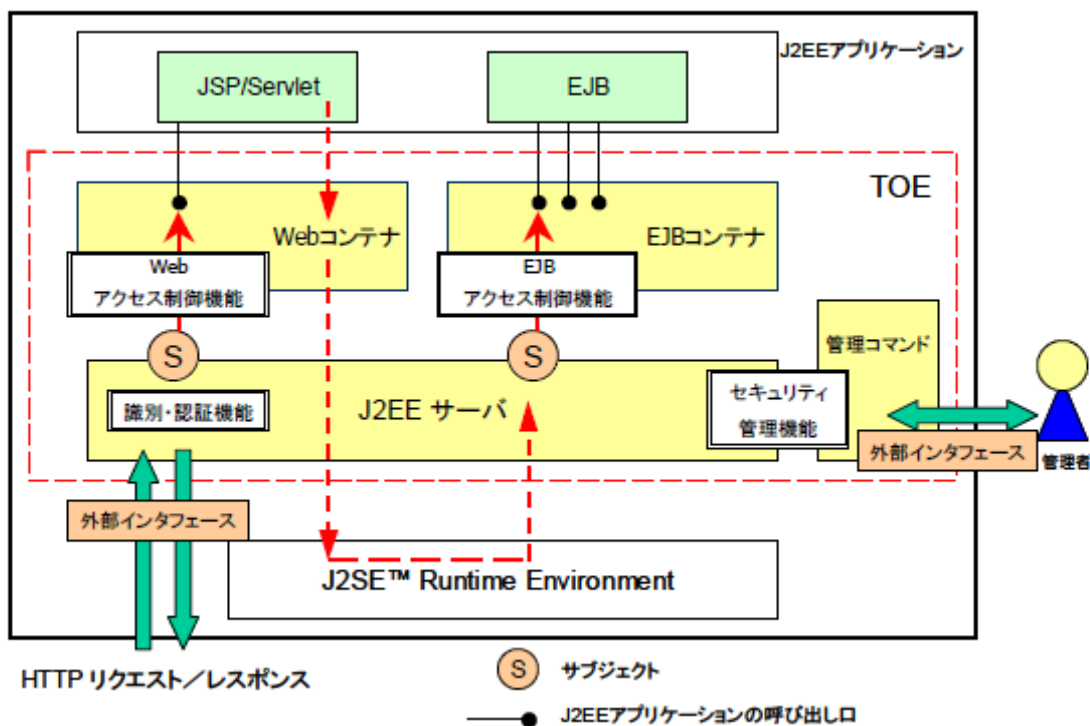 J2EEアプリケーション
JSP/Servlet
EJB
TOE
Webコンテナ
EJBコンテナ
Web
アクセス制御機能
EJB
アクセス制御機能
管理コマンド
S
S
識別・認証機能
J2EE サーバ
セキュリティ
管理機能
外部インタフェース
管理者
外部インタフェース
J2SE™ Runtime Environment
HTTP リクエスト／レスポンス
S サブジェクト
J2EEアプリケーションの呼び出し口